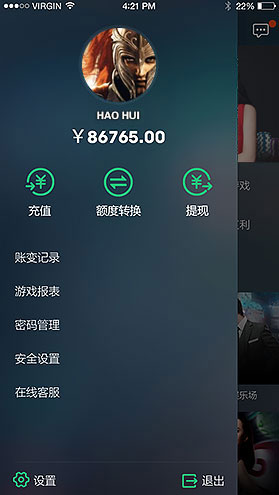 VIRGIN 4:21 PM 22%
HAO HUI
￥86765.00
充值 额度转换 提现
账变记录
游戏报表
密码管理
安全设置
在线客服
设置 退出
戏
利
乐场